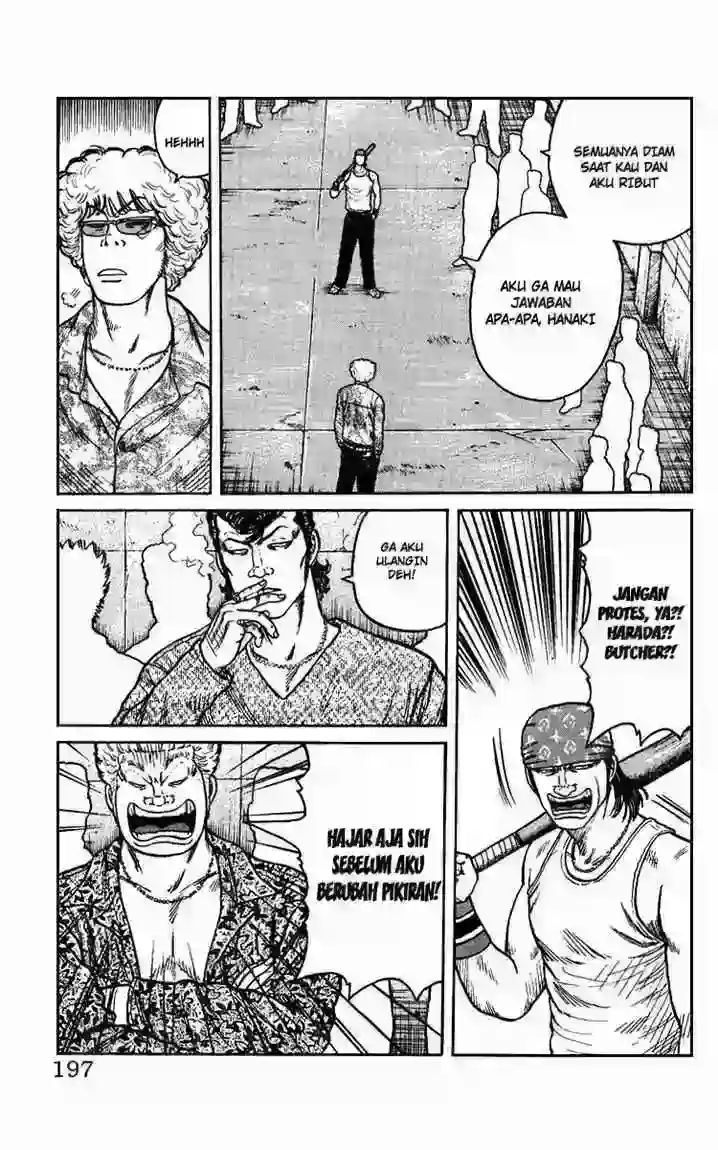 SEMUANYA DIAM
SAAT KAU DAN
AKU RIBUT
AKU GA MAU
JAWABAN
APA-APA, HANAKI
HEHHH
JANGAN
PROTES, YA?!
HARADA?!
BUTCHER?!
GA AKU
ULANGIN
DEH!
HAJAR AJA SIH
SEBELUM AKU
BERUBAH PIKIRAN!
197